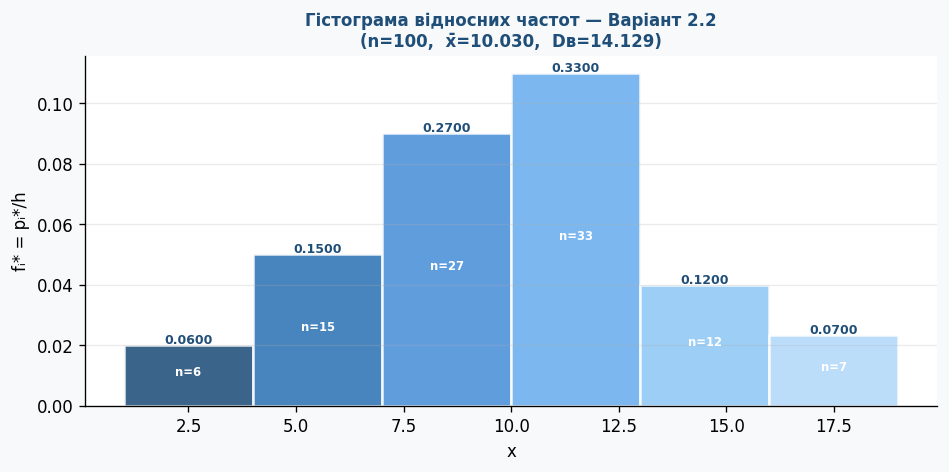 Гістограма відносних частот — Варіант 2.2
(n=100, x̄=10.030, Dв=14.129)
fᵢ* = pᵢ*/h
0.10
0.08
0.06
0.04
0.02
0.00
0.0600
0.1500
0.2700
0.3300
0.1200
0.0700
n=6
n=15
n=27
n=33
n=12
n=7
2.5 5.0 7.5 10.0 12.5 15.0 17.5
x